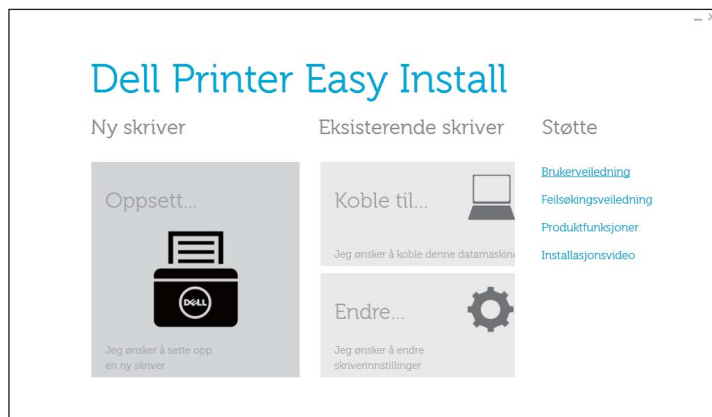 Dell Printer Easy Install
Ny skriver
Oppsett...
DELL
Jeg ønsker å sette opp
en ny skriver
Eksisterende skriver
Koble til...
Jeg ønsker å koble denne datamaskine
Endre...
Jeg ønsker å endre
skriverinnstillinger
Støtte
Brukerveiledning
Feilsøkingsveiledning
Produktfunksjoner
Installasjonsvideo